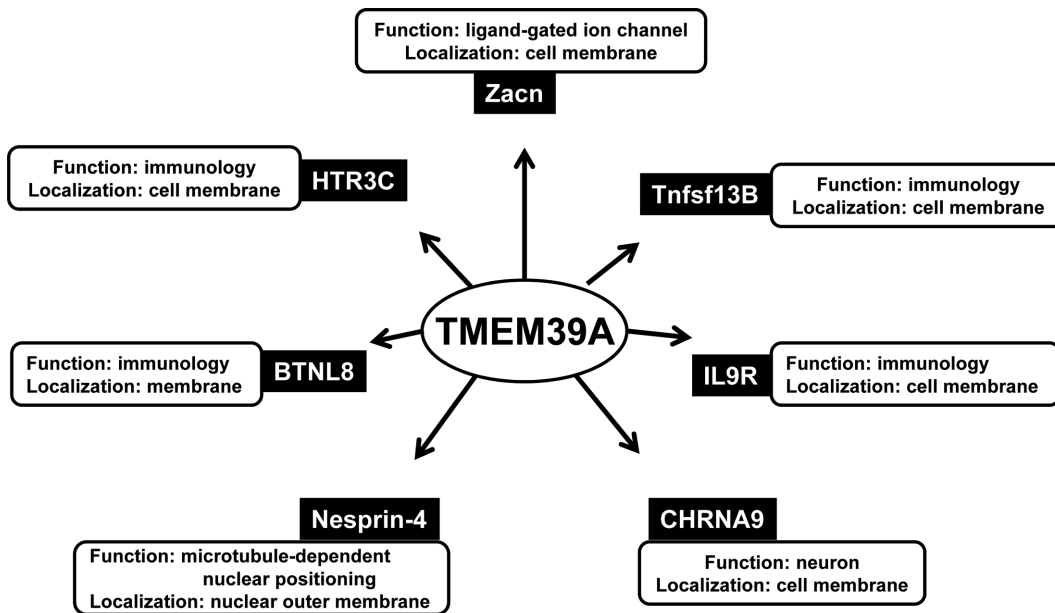 Function: ligand-gated ion channel
Localization: cell membrane
Zacn
Function: immunology
Localization: cell membrane
HTR3C
Tnfsf13B
Function: immunology
Localization: cell membrane
TMEM39A
Function: immunology
Localization: membrane
BTNL8
IL9R
Function: immunology
Localization: cell membrane
Nesprin-4
Function: microtubule-dependent
nuclear positioning
Localization: nuclear outer membrane
CHRNA9
Function: neuron
Localization: cell membrane